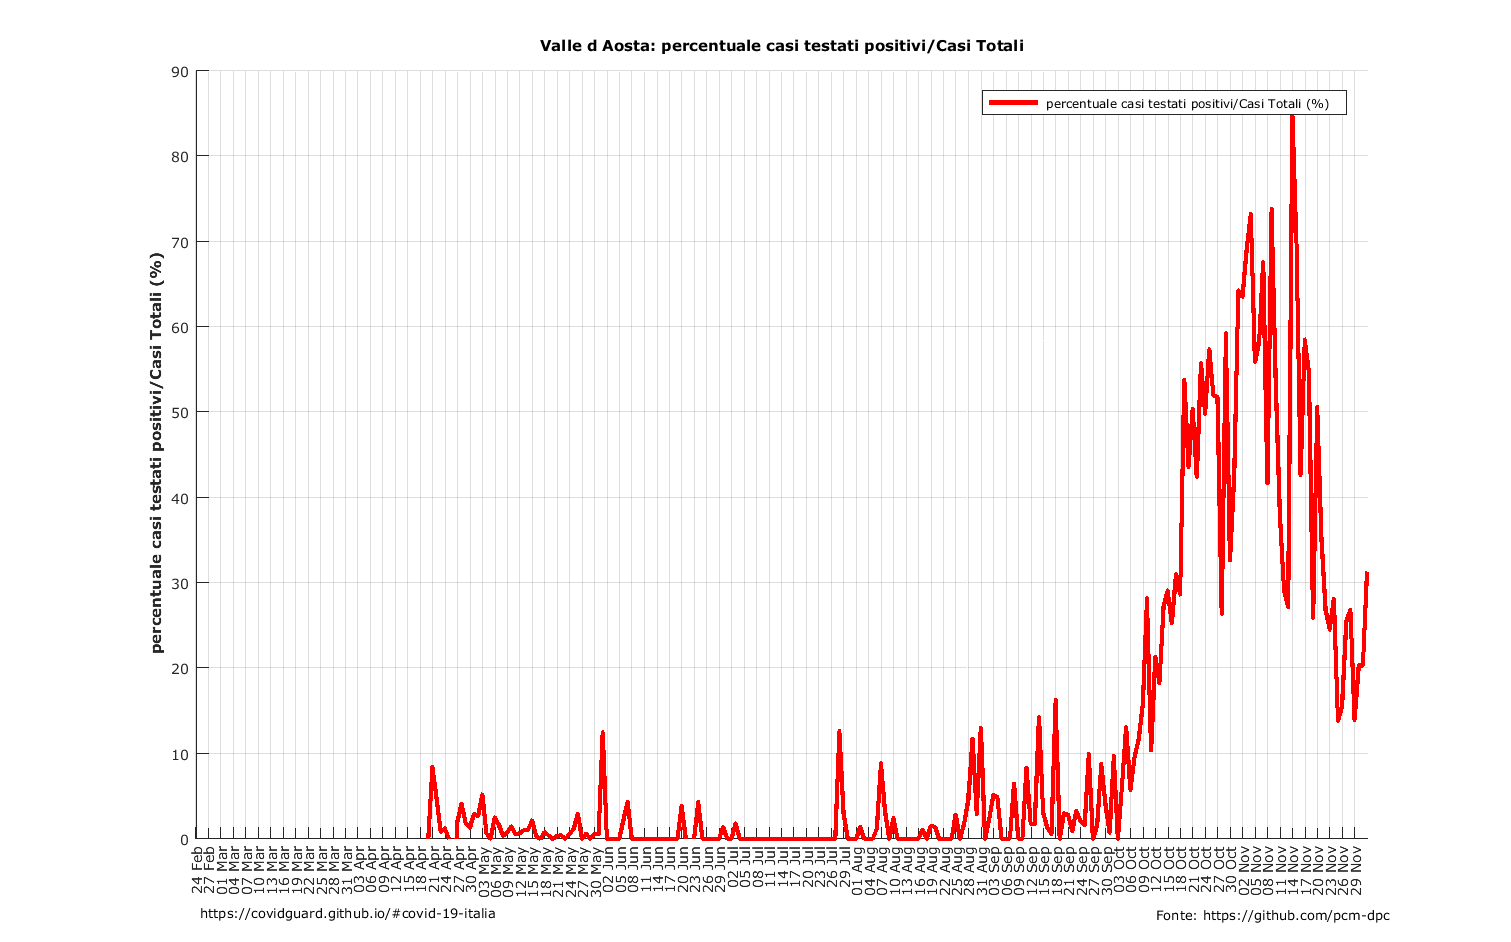 Valle d Aosta: percentuale casi testati positivi/Casi Totali
percentuale casi testati positivi/Casi Totali (%)
percentuale casi testati positivi/Casi Totali (%)
90
80
70
60
50
40
30
20
10
0
24 Feb
27 Feb
01 Mar
04 Mar
07 Mar
10 Mar
13 Mar
16 Mar
19 Mar
22 Mar
25 Mar
28 Mar
31 Mar
03 Apr
06 Apr
09 Apr
12 Apr
15 Apr
18 Apr
21 Apr
24 Apr
27 Apr
30 Apr
03 May
06 May
09 May
12 May
15 May
18 May
21 May
24 May
27 May
30 May
02 Jun
05 Jun
08 Jun
11 Jun
14 Jun
17 Jun
20 Jun
23 Jun
26 Jun
29 Jun
02 Jul
05 Jul
08 Jul
11 Jul
14 Jul
17 Jul
20 Jul
23 Jul
26 Jul
29 Jul
01 Aug
04 Aug
07 Aug
10 Aug
13 Aug
16 Aug
19 Aug
22 Aug
25 Aug
28 Aug
31 Aug
03 Sep
06 Sep
09 Sep
12 Sep
15 Sep
18 Sep
21 Sep
24 Sep
27 Sep
30 Sep
03 Oct
06 Oct
09 Oct
12 Oct
15 Oct
18 Oct
21 Oct
24 Oct
27 Oct
30 Oct
02 Nov
05 Nov
08 Nov
11 Nov
14 Nov
17 Nov
20 Nov
23 Nov
26 Nov
29 Nov
https://covidguard.github.io/#covid-19-italia
Fonte: https://github.com/pcm-dpc